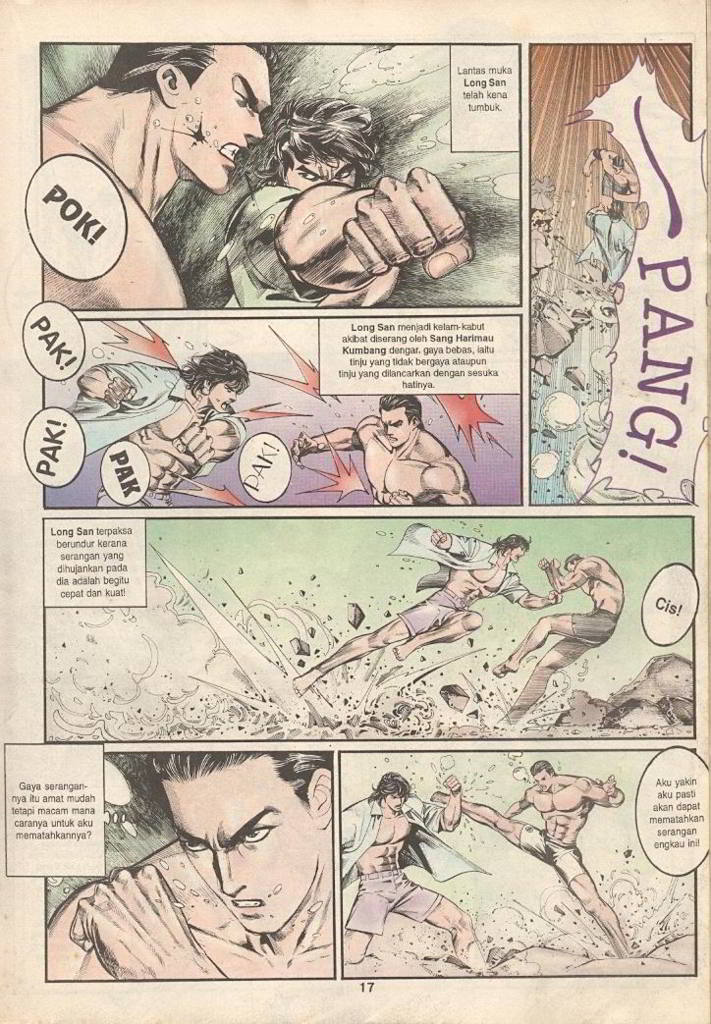 Lantas muka
Long San
telah kena
tumbuk.
POK!
PANG!
PAK!
Long San menjadi kelam-kabut
akibat diserang oleh Sang Harimau
Kumbang dengar. gaya bebas, iaitu
tinju yang tidak bergaya ataupun
tinju yang dilancarkan dengan sesuka
hatinya.
PAK!
PAK
PAK!
Long San terpaksa
berundur kerana
serangan yang
dihujankan pada
dia adalah begitu
cepat dan kuat!
Cis!
Gaya serangan-
nya itu amat mudah
tetapi macam mana
caranya untuk aku
mematahkannya?
Aku yakin
aku pasti
akan dapat
mematahkan
serangan
engkau ini!
17